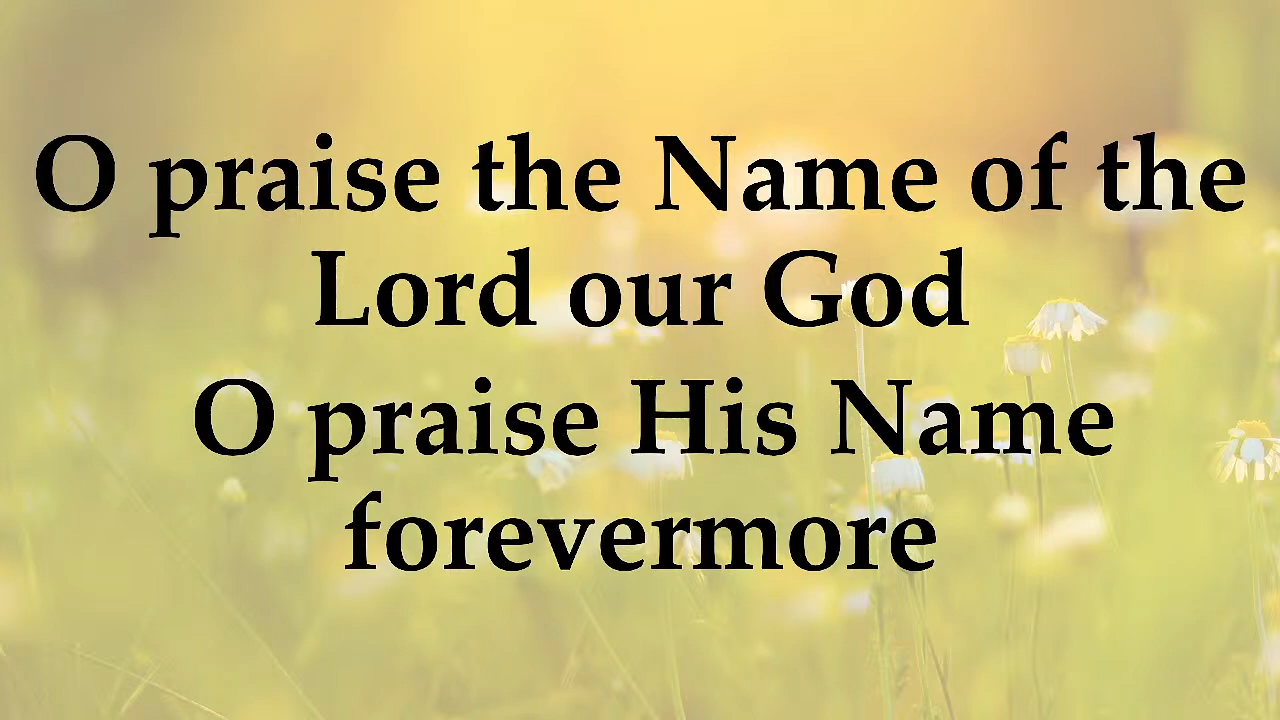 O praise the Name of the
Lord our God
O praise His Name
forevermore